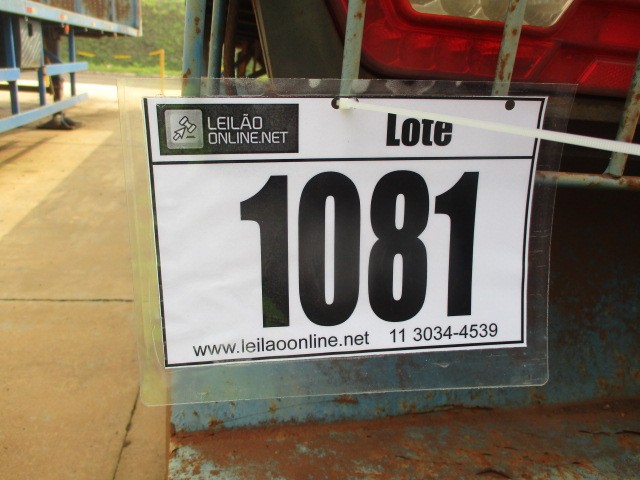 LEILÃO
ONLINE.NET
Lote
1081
www.leilaoonline.net 11 3034-4539